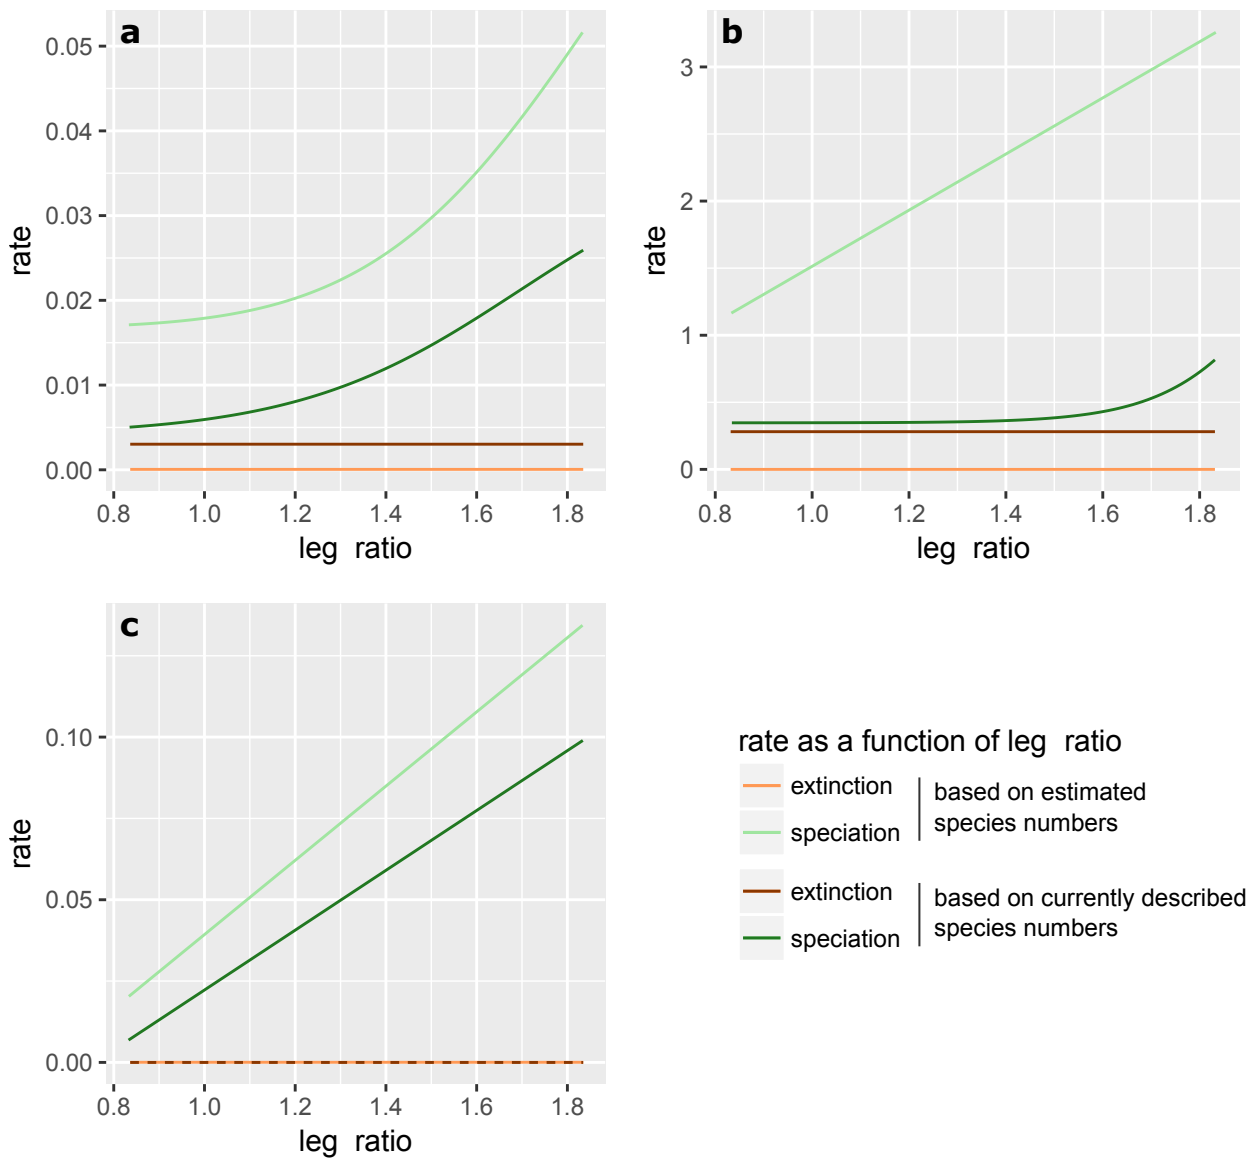 a
0.05
0.04
0.03
0.02
0.01
0.00
rate
0.8 1.0 1.2 1.4 1.6 1.8
leg ratio
b
3
2
1
0
rate
0.8 1.0 1.2 1.4 1.6 1.8
leg ratio
c
0.10
0.05
0.00
rate
0.8 1.0 1.2 1.4 1.6 1.8
leg ratio
rate as a function of leg ratio
extinction
speciation
based on estimated
species numbers
extinction
speciation
based on currently described
species numbers